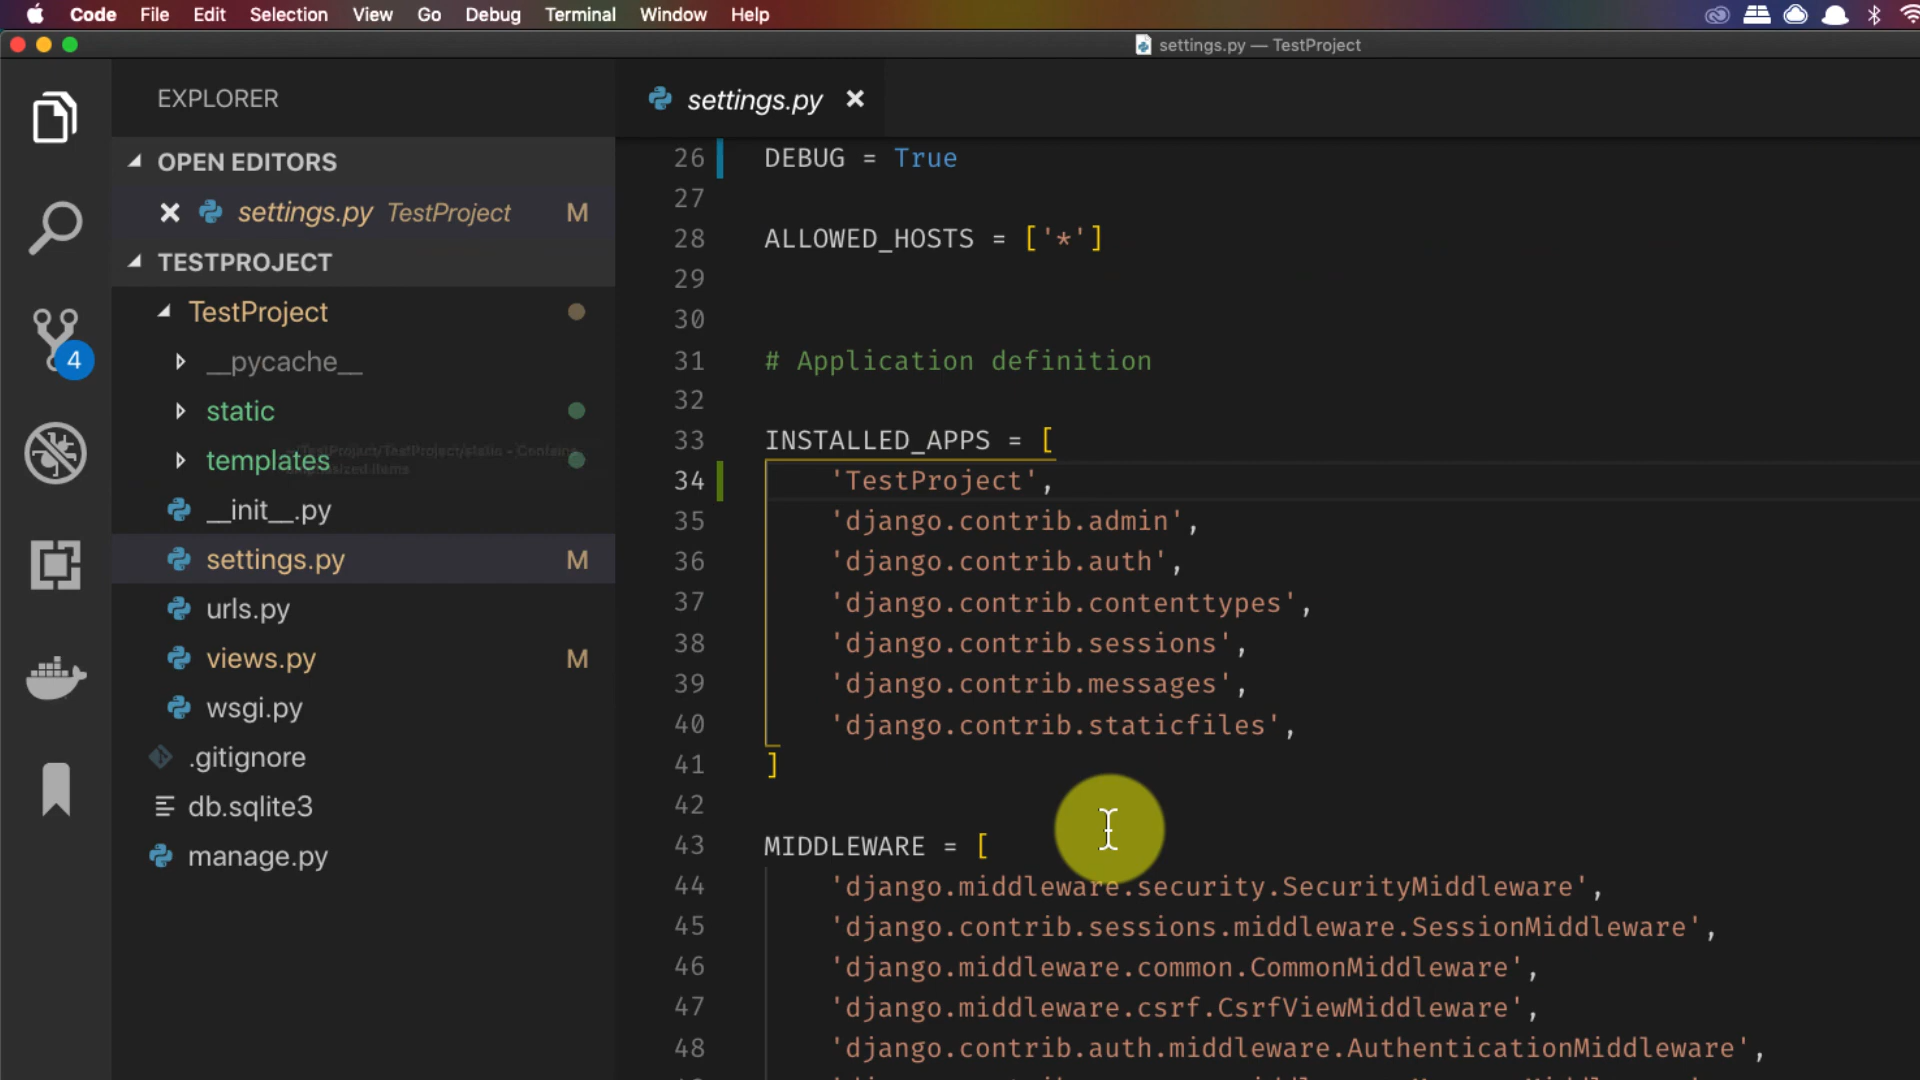 Code File Edit Selection View Go Debug Terminal Window Help
settings.py — TestProject
EXPLORER
OPEN EDITORS
settings.py TestProject M
TESTPROJECT
TestProject
__pycache__
static
templates
__init__.py
settings.py M
urls.py
views.py M
wsgi.py
.gitignore
db.sqlite3
manage.py
4
settings.py
26 DEBUG = True
27
28 ALLOWED_HOSTS = ['*']
29
30
31 # Application definition
32
33 INSTALLED_APPS = [
34 'TestProject',
35 'django.contrib.admin',
36 'django.contrib.auth',
37 'django.contrib.contenttypes',
38 'django.contrib.sessions',
39 'django.contrib.messages',
40 'django.contrib.staticfiles',
41 ]
42
43 MIDDLEWARE = [
44 'django.middleware.security.SecurityMiddleware',
45 'django.contrib.sessions.middleware.SessionMiddleware',
46 'django.middleware.common.CommonMiddleware',
47 'django.middleware.csrf.CsrfViewMiddleware',
48 'django.contrib.auth.middleware.AuthenticationMiddleware',